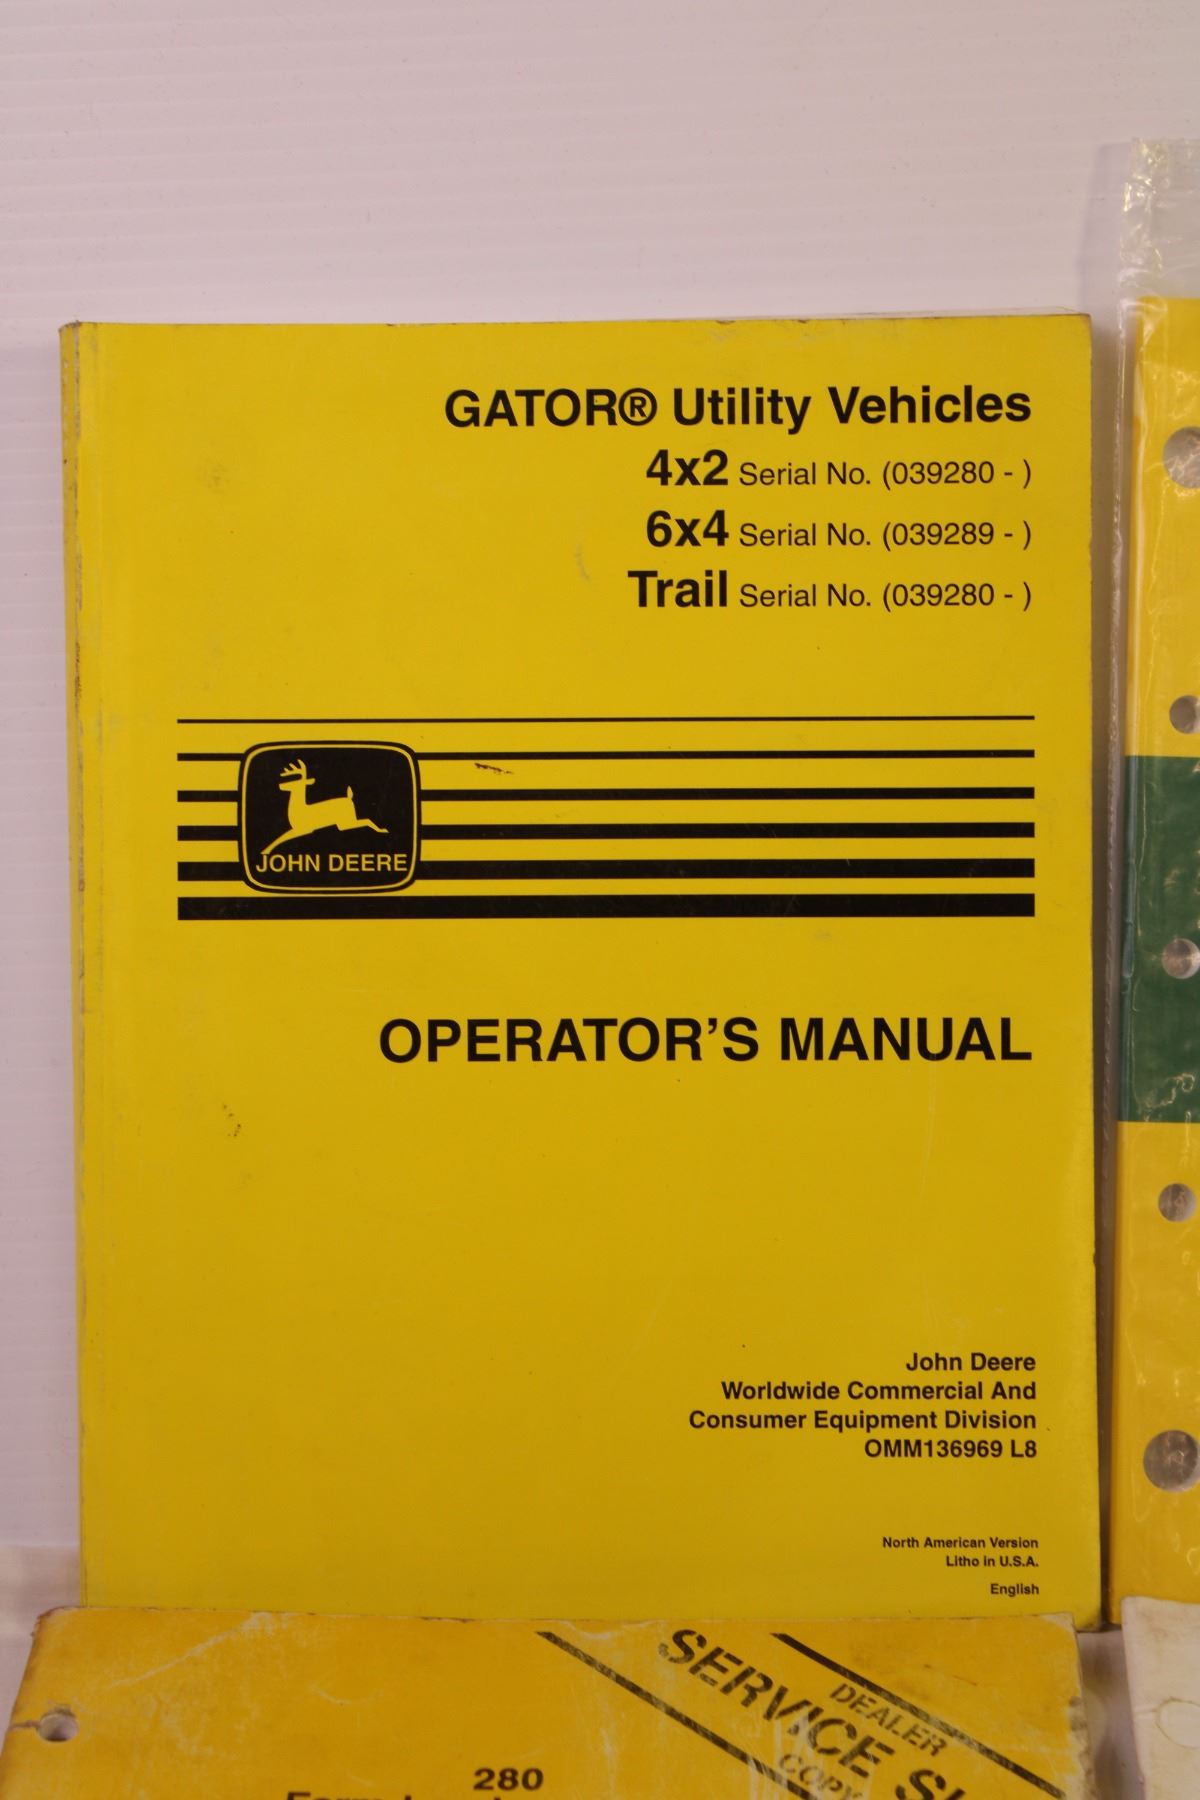 GATOR® Utility Vehicles
4x2 Serial No. (039280 - )
6x4 Serial No. (039289 - )
Trail Serial No. (039280 - )
JOHN DEERE
OPERATOR'S MANUAL
John Deere
Worldwide Commercial And
Consumer Equipment Division
OMM136969 L8
North American Version
Litho in U.S.A.
English
DEALER
SERVICE
COPY
280